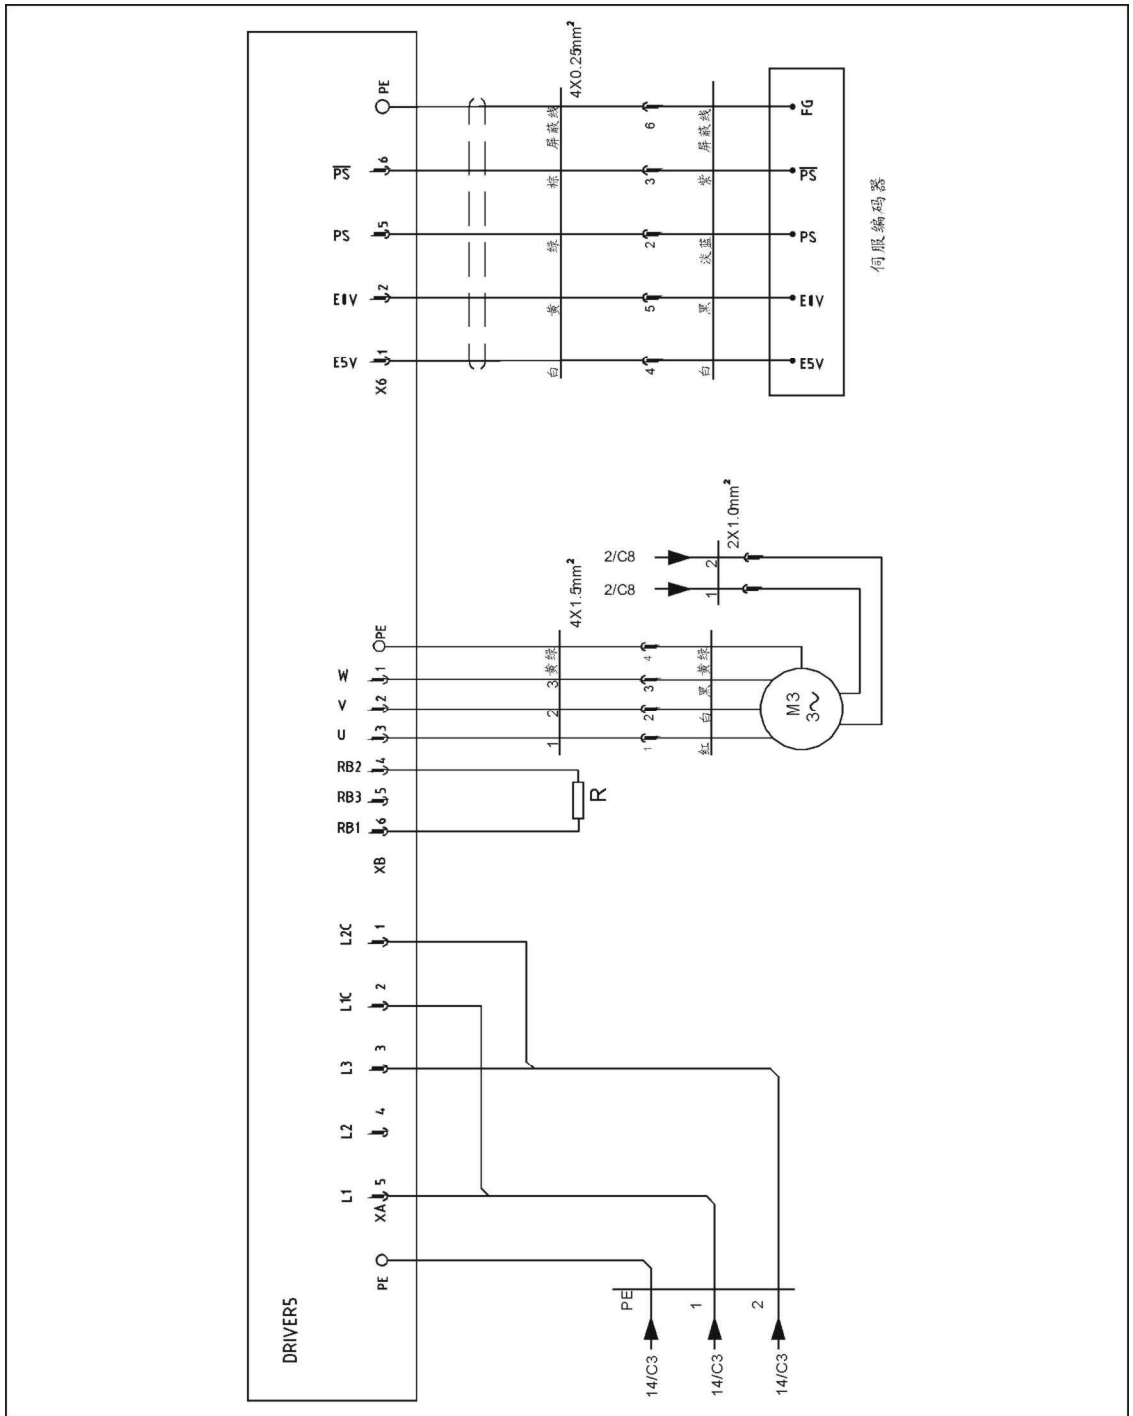 DRIVER5
PE
XA
L1
5
L2
4
L3
3
L1C
2
L2C
1
XB
RB1
6
RB3
5
RB2
4
U
3
V
2
W
1
PE
X6
E5V
1
E0V
2
PS
5
PS
6
PE
14/C3
14/C3
14/C3
PE
1
2
R
4X1.5mm²
1
2
3
黄绿
1
2
3
4
红
白
黑
黄绿
M3
3~
2/C8
2/C8
1
2
2X1.0mm²
4X0.25mm²
白
黄
绿
棕
屏蔽线
4
5
2
3
6
白
黑
淡蓝
紫
屏蔽线
E5V
E0V
PS
PS
FG
伺服编码器